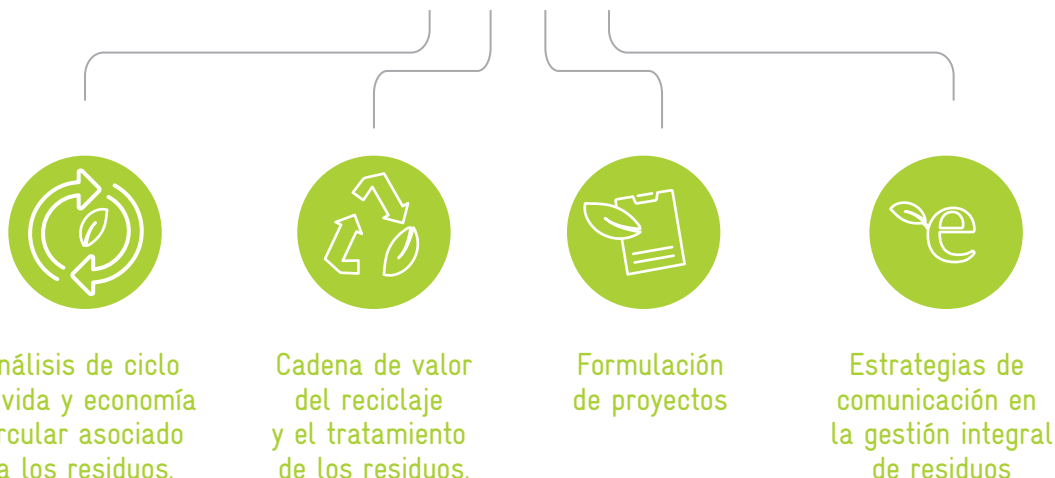 nálisis de ciclo
vida y economía
rcular asociado
a los residuos.
Cadena de valor
del reciclaje
y el tratamiento
de los residuos.
Formulación
de proyectos
Estrategias de
comunicación en
la gestión integral
de residuos